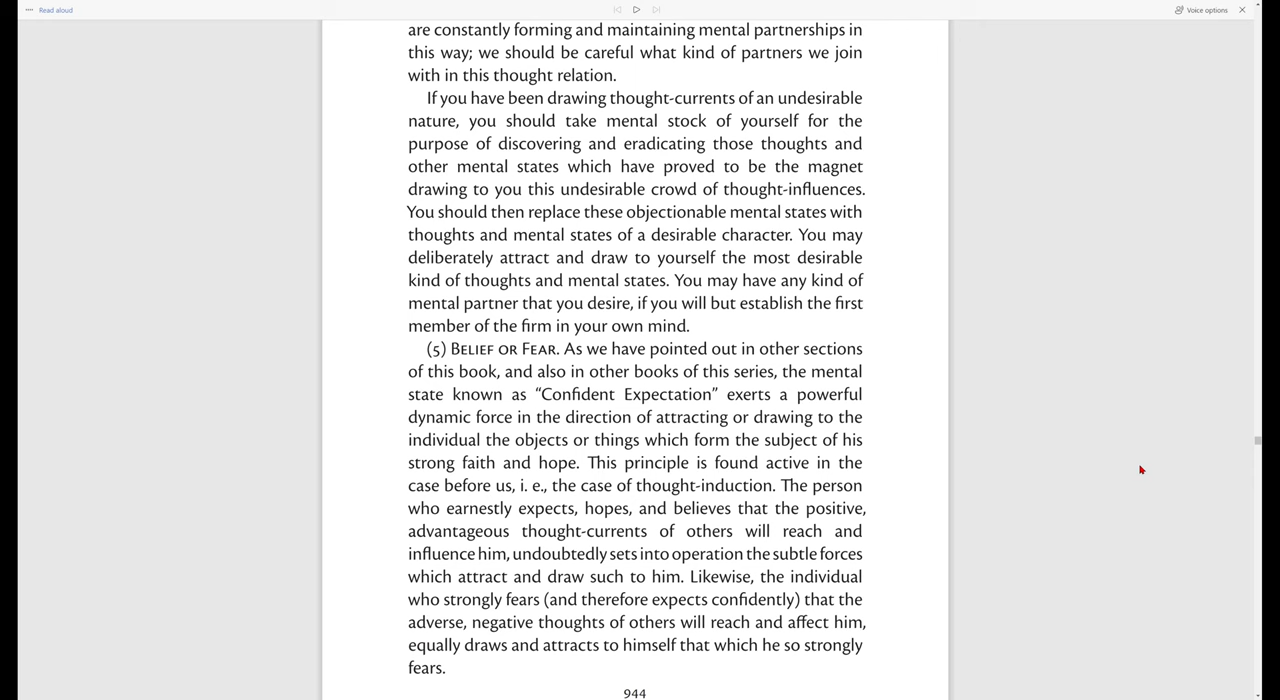 Read aloud
Voice options
are constantly forming and maintaining mental partnerships in
this way; we should be careful what kind of partners we join
with in this thought relation.
If you have been drawing thought-currents of an undesirable
nature, you should take mental stock of yourself for the
purpose of discovering and eradicating those thoughts and
other mental states which have proved to be the magnet
drawing to you this undesirable crowd of thought-influences.
You should then replace these objectionable mental states with
thoughts and mental states of a desirable character. You may
deliberately attract and draw to yourself the most desirable
kind of thoughts and mental states. You may have any kind of
mental partner that you desire, if you will but establish the first
member of the firm in your own mind.
(5) BELIEF OR FEAR. As we have pointed out in other sections
of this book, and also in other books of this series, the mental
state known as “Confident Expectation” exerts a powerful
dynamic force in the direction of attracting or drawing to the
individual the objects or things which form the subject of his
strong faith and hope. This principle is found active in the
case before us, i. e., the case of thought-induction. The person
who earnestly expects, hopes, and believes that the positive,
advantageous thought-currents of others will reach and
influence him, undoubtedly sets into operation the subtle forces
which attract and draw such to him. Likewise, the individual
who strongly fears (and therefore expects confidently) that the
adverse, negative thoughts of others will reach and affect him,
equally draws and attracts to himself that which he so strongly
fears.
944